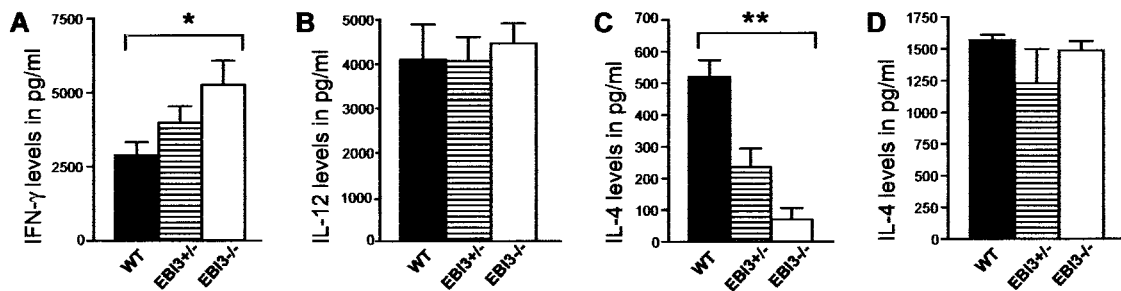 A
IFN-γ levels in pg/ml
7500
5000
2500
0
*
WT
EBI3+/-
EBI3-/-
B
IL-12 levels in pg/ml
5000
4000
3000
2000
4000
0
WT
EBI3+/-
EBI3-/-
C
IL-4 levels in pg/ml
700
600
500
400
300
200
100
0
**
WT
EBI3+/-
EBI3-/-
D
IL-4 levels in pg/ml
1750
1500
1250
1000
750
500
250
0
WT
EBI3+/-
EBI3-/-